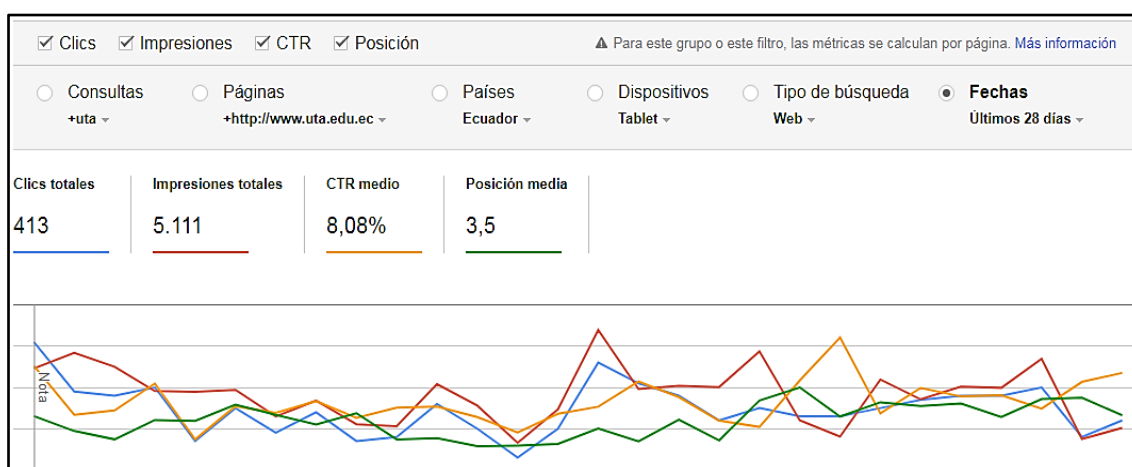 Clics Impresiones CTR Posición
Para este grupo o este filtro, las métricas se calculan por página. Más información
Consultas Páginas Países Dispositivos Tipo de búsqueda Fechas
+uta +http://www.uta.edu.ec Ecuador Tablet Web Últimos 28 días
Clics totales Impresiones totales CTR medio Posición media
413 5.111 8,08% 3,5
Nota